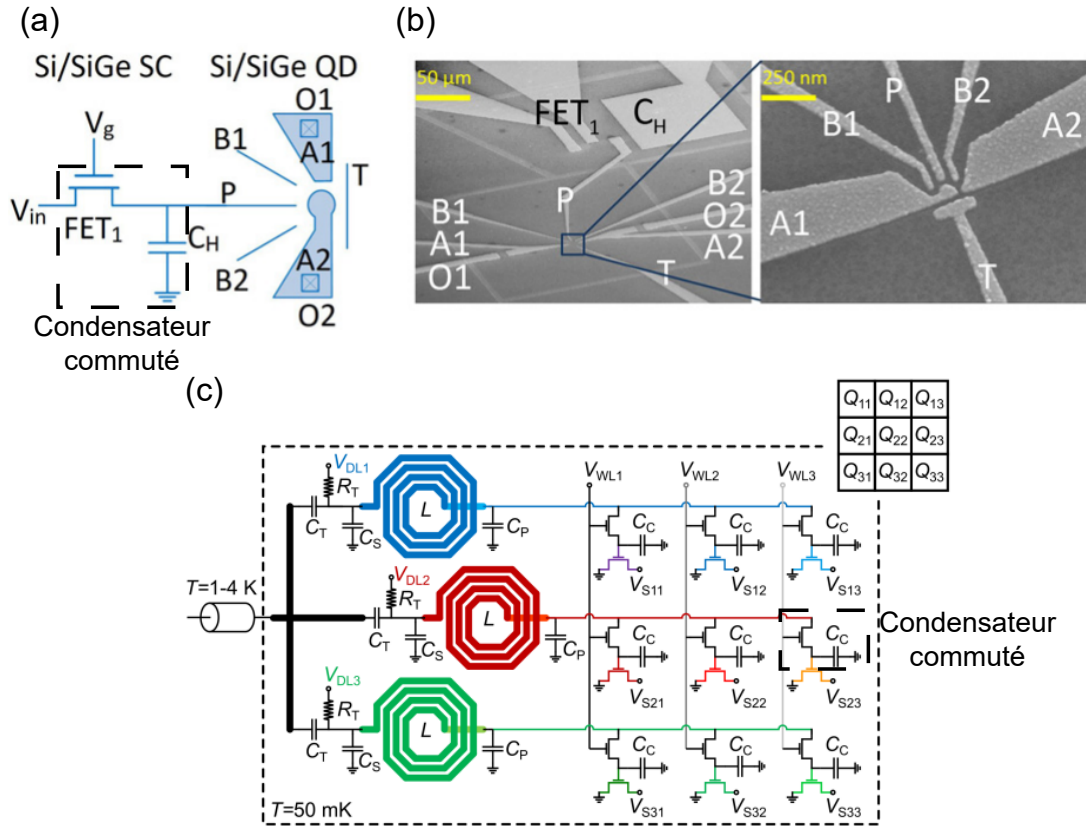 (a)
Si/SiGe SC
Si/SiGe QD
O1
Vg
B1
A1
T
Vin
P
FET1
CH
A2
B2
O2
Condensateur
commuté
(b)
50 µm
FET1
CH
P
B1
A1
O1
B2
O2
A2
T
250 nm
P
B2
B1
A2
A1
T
(c)
Q11 Q12 Q13
Q21 Q22 Q23
Q31 Q32 Q33
VDL1
RT
CT
CS
L
CP
VWL1 VWL2 VWL3
CC CC CC
VS11 VS12 VS13
T=1-4 K
VDL2
RT
CT
CS
L
CP
CC CC CC
VS21 VS22 VS23
Condensateur
commuté
VDL3
RT
CT
CS
L
CP
CC CC CC
VS31 VS32 VS33
T=50 mK